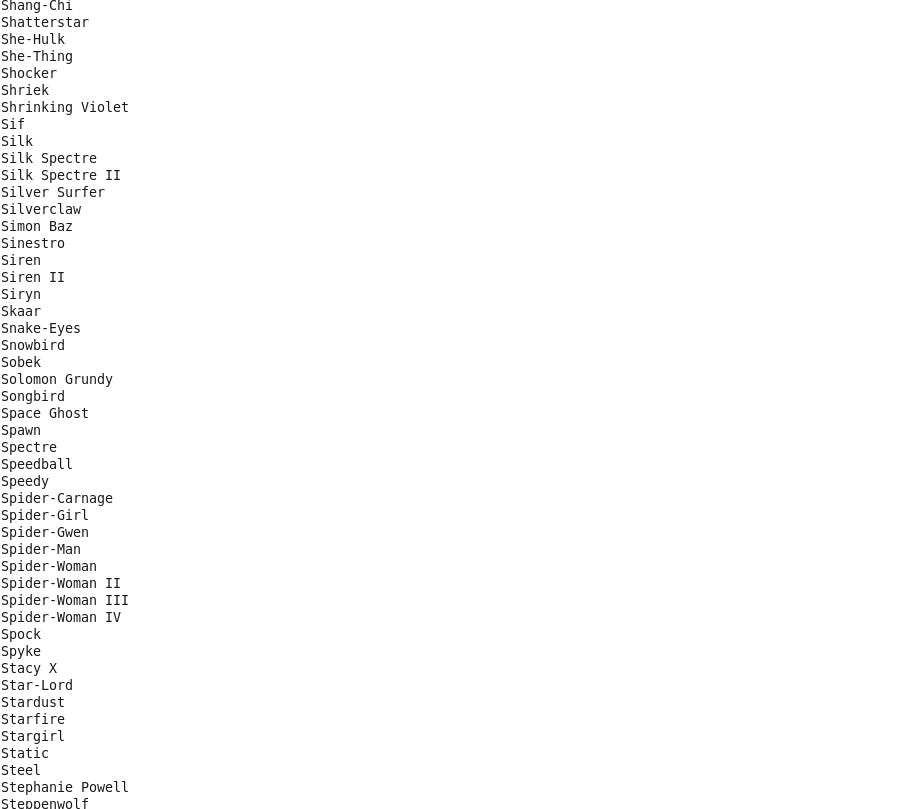 Shang-Chi
Shatterstar
She-Hulk
She-Thing
Shocker
Shriek
Shrinking Violet
Sif
Silk
Silk Spectre
Silk Spectre II
Silver Surfer
Silverclaw
Simon Baz
Sinestro
Siren
Siren II
Siryn
Skaar
Snake-Eyes
Snowbird
Sobek
Solomon Grundy
Songbird
Space Ghost
Spawn
Spectre
Speedball
Speedy
Spider-Carnage
Spider-Girl
Spider-Gwen
Spider-Man
Spider-Woman
Spider-Woman II
Spider-Woman III
Spider-Woman IV
Spock
Spyke
Stacy X
Star-Lord
Stardust
Starfire
Stargirl
Static
Steel
Stephanie Powell
Steppenwolf